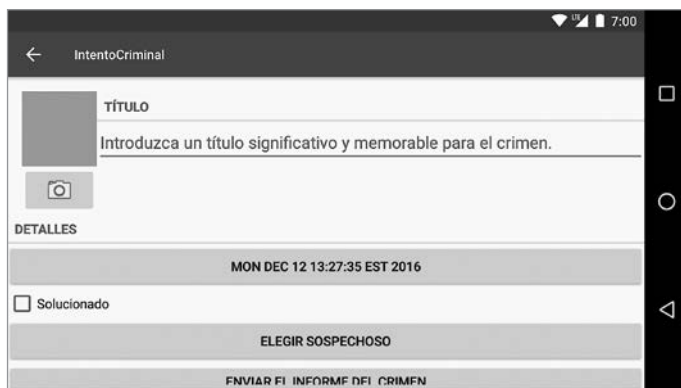 LTE 7:00
IntentoCriminal
TÍTULO
Introduzca un título significativo y memorable para el crimen.
DETALLES
MON DEC 12 13:27:35 EST 2016
Solucionado
ELEGIR SOSPECHOSO
ENVIAR EL INFORME DEL CRIMEN